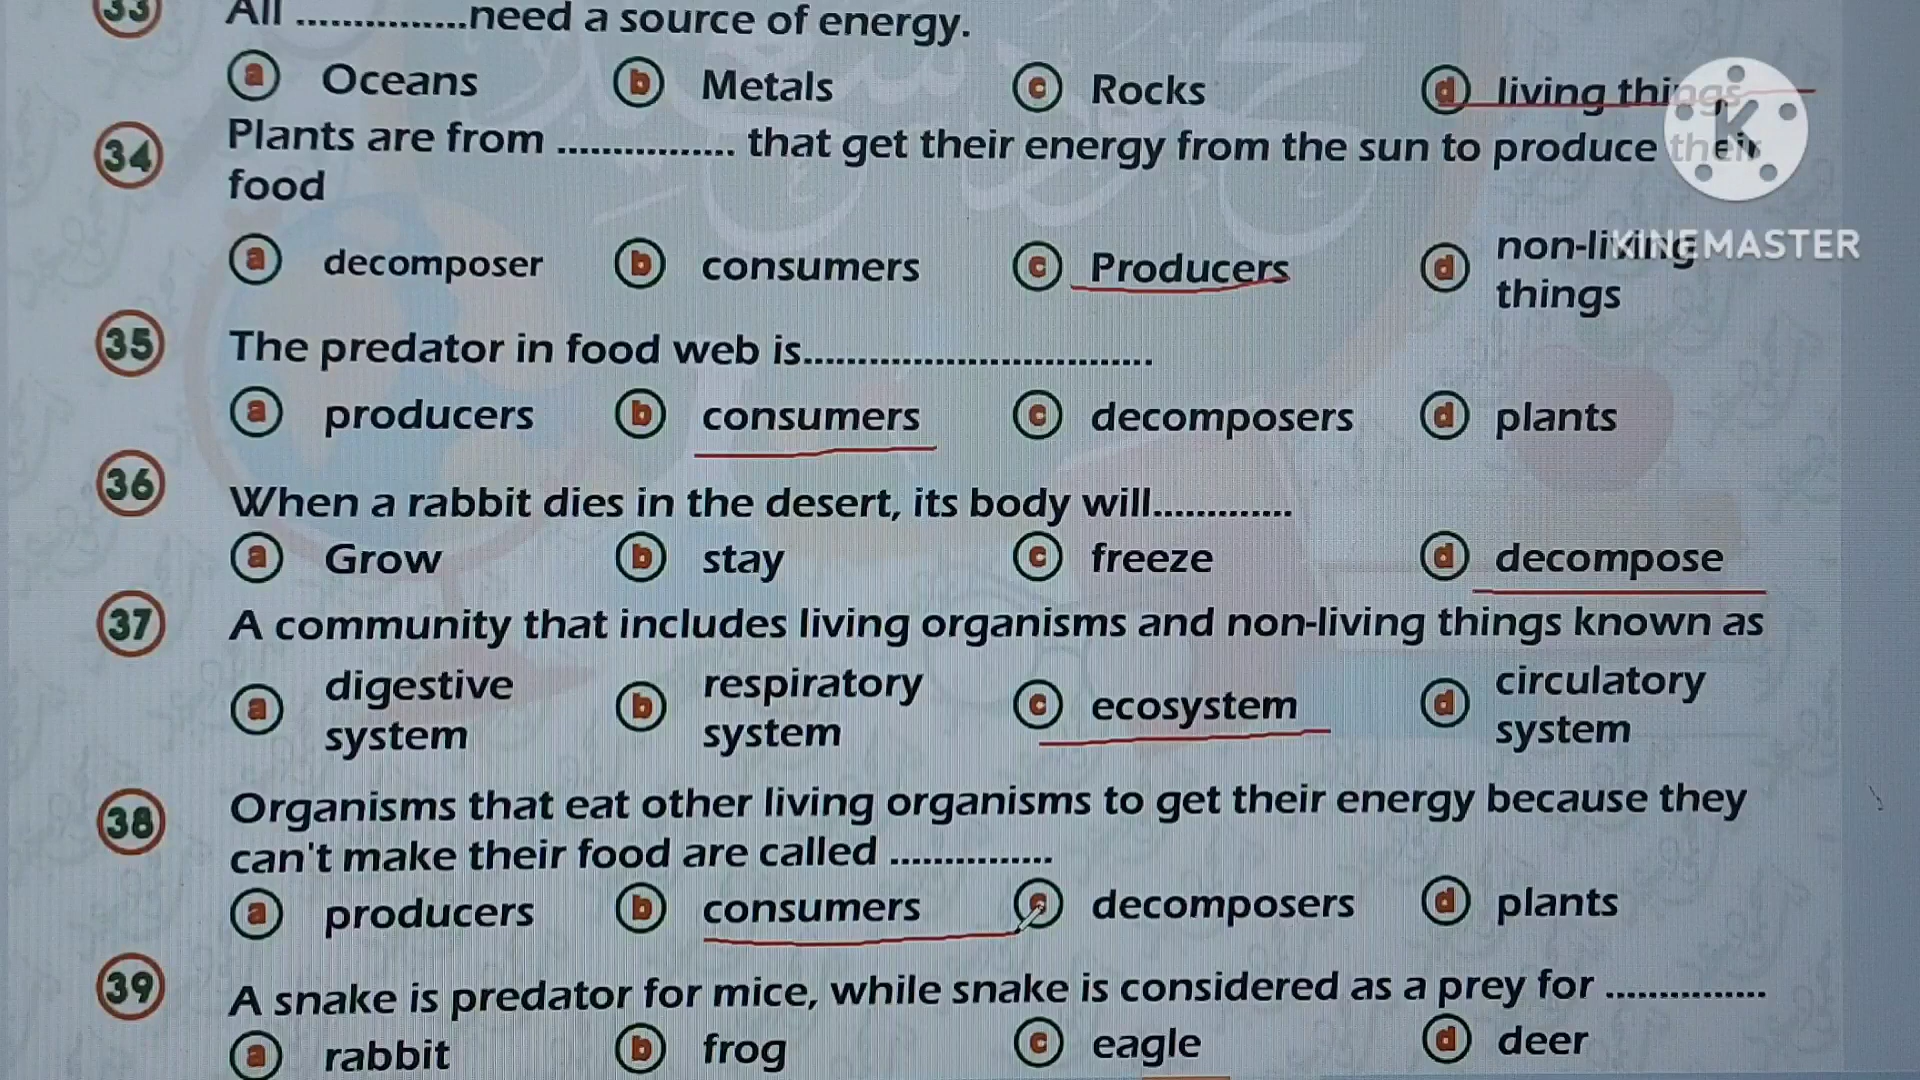 33 All ................need a source of energy.
a Oceans b Metals c Rocks d living things
34 Plants are from ................ that get their energy from the sun to produce their
food
a decomposer b consumers c Producers d non-living things
35 The predator in food web is................................
a producers b consumers c decomposers d plants
36 When a rabbit dies in the desert, its body will.............
a Grow b stay c freeze d decompose
37 A community that includes living organisms and non-living things known as
a digestive system b respiratory system c ecosystem d circulatory system
38 Organisms that eat other living organisms to get their energy because they
can't make their food are called ...............
a producers b consumers c decomposers d plants
39 A snake is predator for mice, while snake is considered as a prey for ...............
a rabbit b frog c eagle d deer
K
KINEMASTER